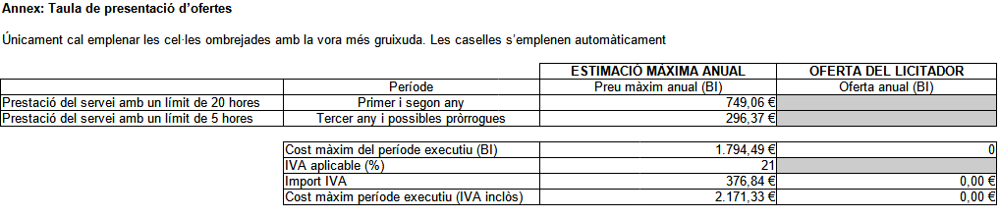 Annex: Taula de presentació d’ofertes
Únicament cal emplenar les cel·les ombrejades amb la vora més gruixuda. Les caselles s’emplenen automàticament
ESTIMACIÓ MÀXIMA ANUAL OFERTA DEL LICITADOR
Període Preu màxim anual (BI) Oferta anual (BI)
Prestació del servei amb un límit de 20 hores Primer i segon any 749,06 €
Prestació del servei amb un límit de 5 hores Tercer any i possibles pròrrogues 296,37 €
Cost màxim del període executiu (BI) 1.794,49 € 0
IVA aplicable (%) 21
Import IVA 376,84 € 0,00 €
Cost màxim període executiu (IVA inclòs) 2.171,33 € 0,00 €